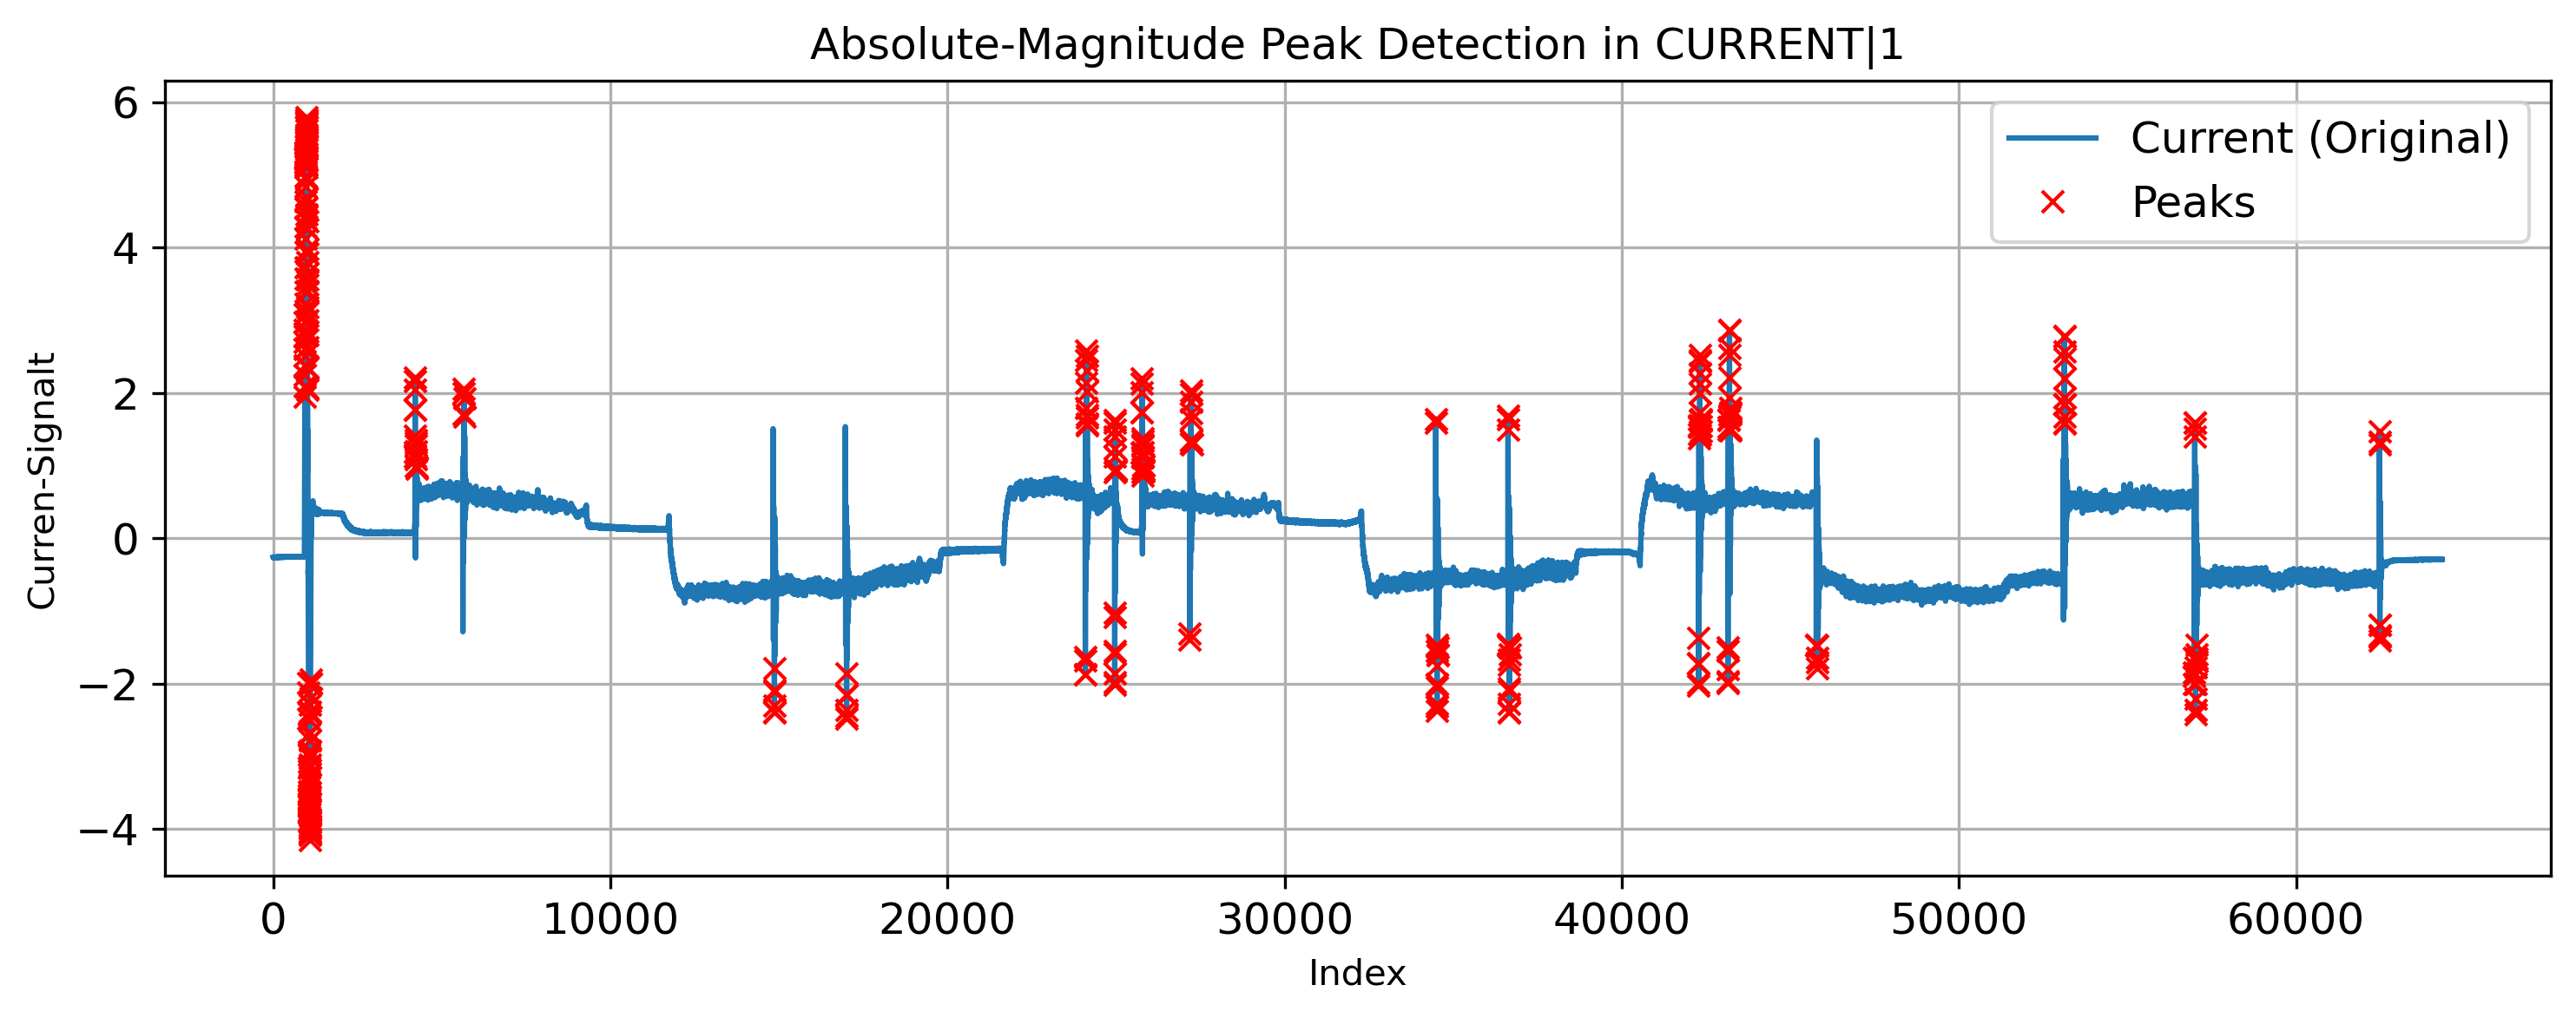 Absolute-Magnitude Peak Detection in CURRENT|1
Curren-Signalt
6
4
2
0
−2
−4
Current (Original)
Peaks
0 10000 20000 30000 40000 50000 60000
Index